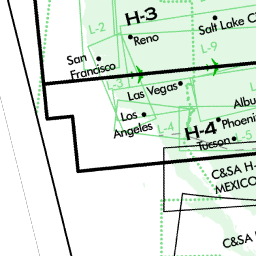 H-3
L-2
Reno
Salt Lake C
San
Francisco
L-9
L-3
Las Vegas
Los
Angeles
Albu
L-4
H-4
Phoeni
Tucson
L-5
C&SA H-
MEXICO
C&SA